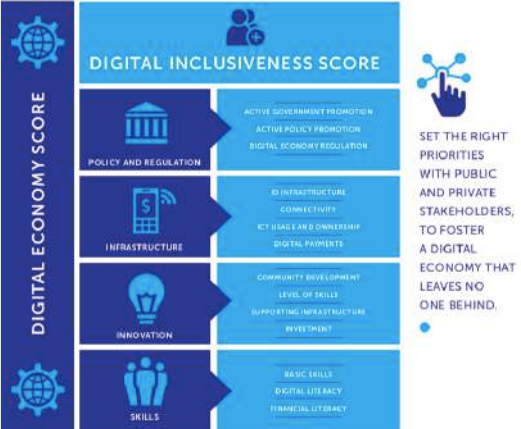 DIGITAL ECONOMY SCORE
DIGITAL INCLUSIVENESS SCORE
POLICY AND REGULATION
ACTIVE GOVERNMENT PROMOTION
ACTIVE POLICY PROMOTION
DIGITAL ECONOMY REGULATION
$
INFRASTRUCTURE
ID INFRASTRUCTURE
CONNECTIVITY
ICT USAGE AND OWNERSHIP
DIGITAL PAYMENTS
INNOVATION
COMMUNITY DEVELOPMENT
LEVEL OF SKILLS
SUPPORTING INFRASTRUCTURE
INVESTMENT
SKILLS
BASIC SKILLS
DIGITAL LITERACY
FINANCIAL LITERACY
SET THE RIGHT
PRIORITIES
WITH PUBLIC
AND PRIVATE
STAKEHOLDERS,
TO FOSTER
A DIGITAL
ECONOMY THAT
LEAVES NO
ONE BEHIND.